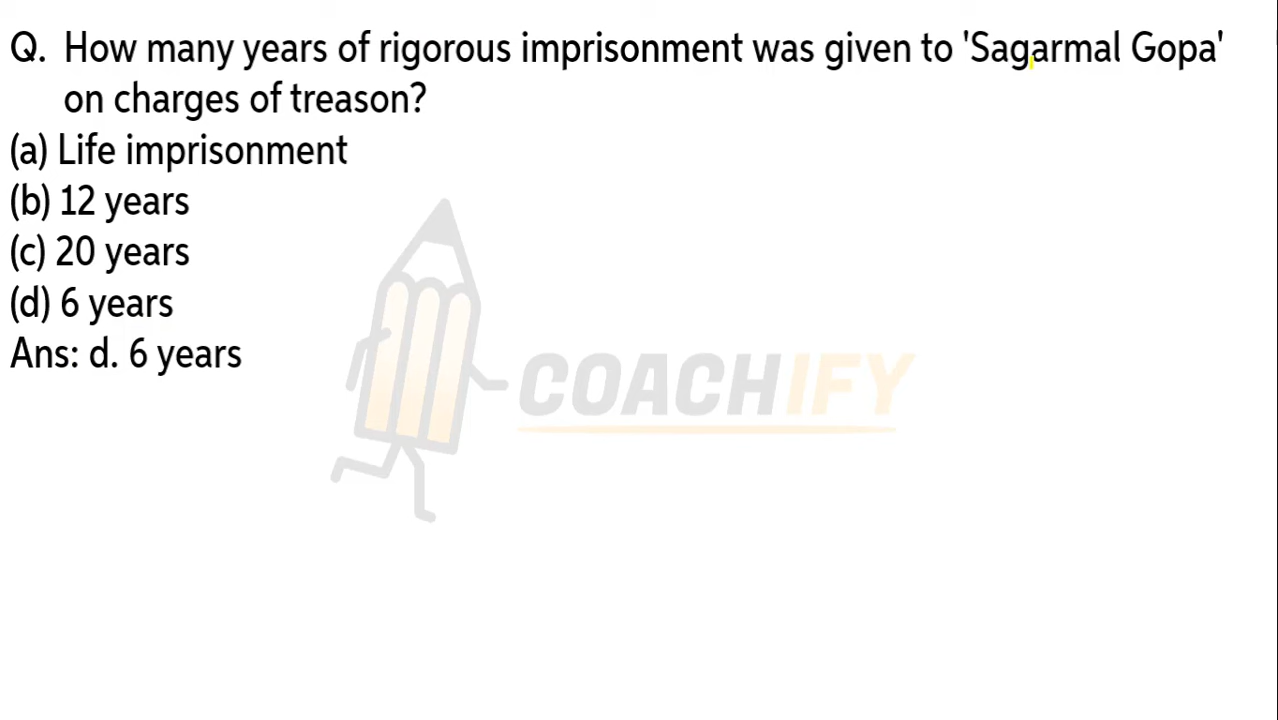 Q. How many years of rigorous imprisonment was given to 'Sagarmal Gopa'
on charges of treason?
(a) Life imprisonment
(b) 12 years
(c) 20 years
(d) 6 years
Ans: d. 6 years
COACHIFY